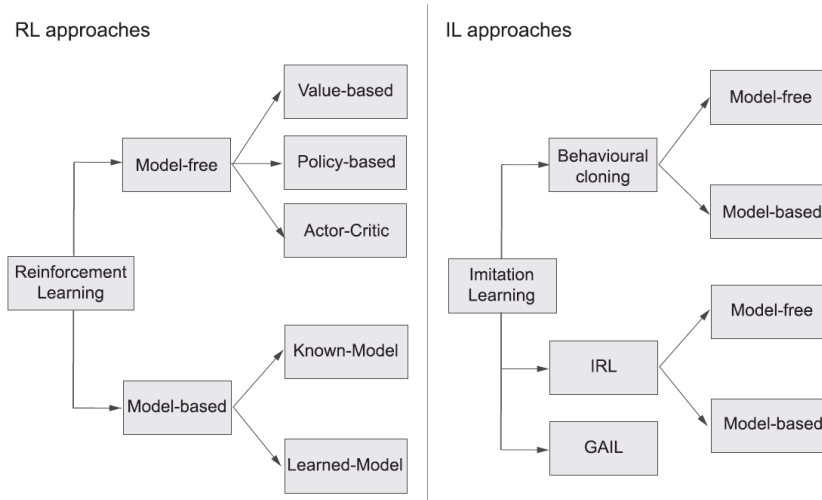 RL approaches
Value-based
Model-free
Policy-based
Actor-Critic
Reinforcement
Learning
Known-Model
Model-based
Learned-Model
IL approaches
Model-free
Behavioural
cloning
Model-based
Imitation
Learning
Model-free
IRL
Model-based
GAIL